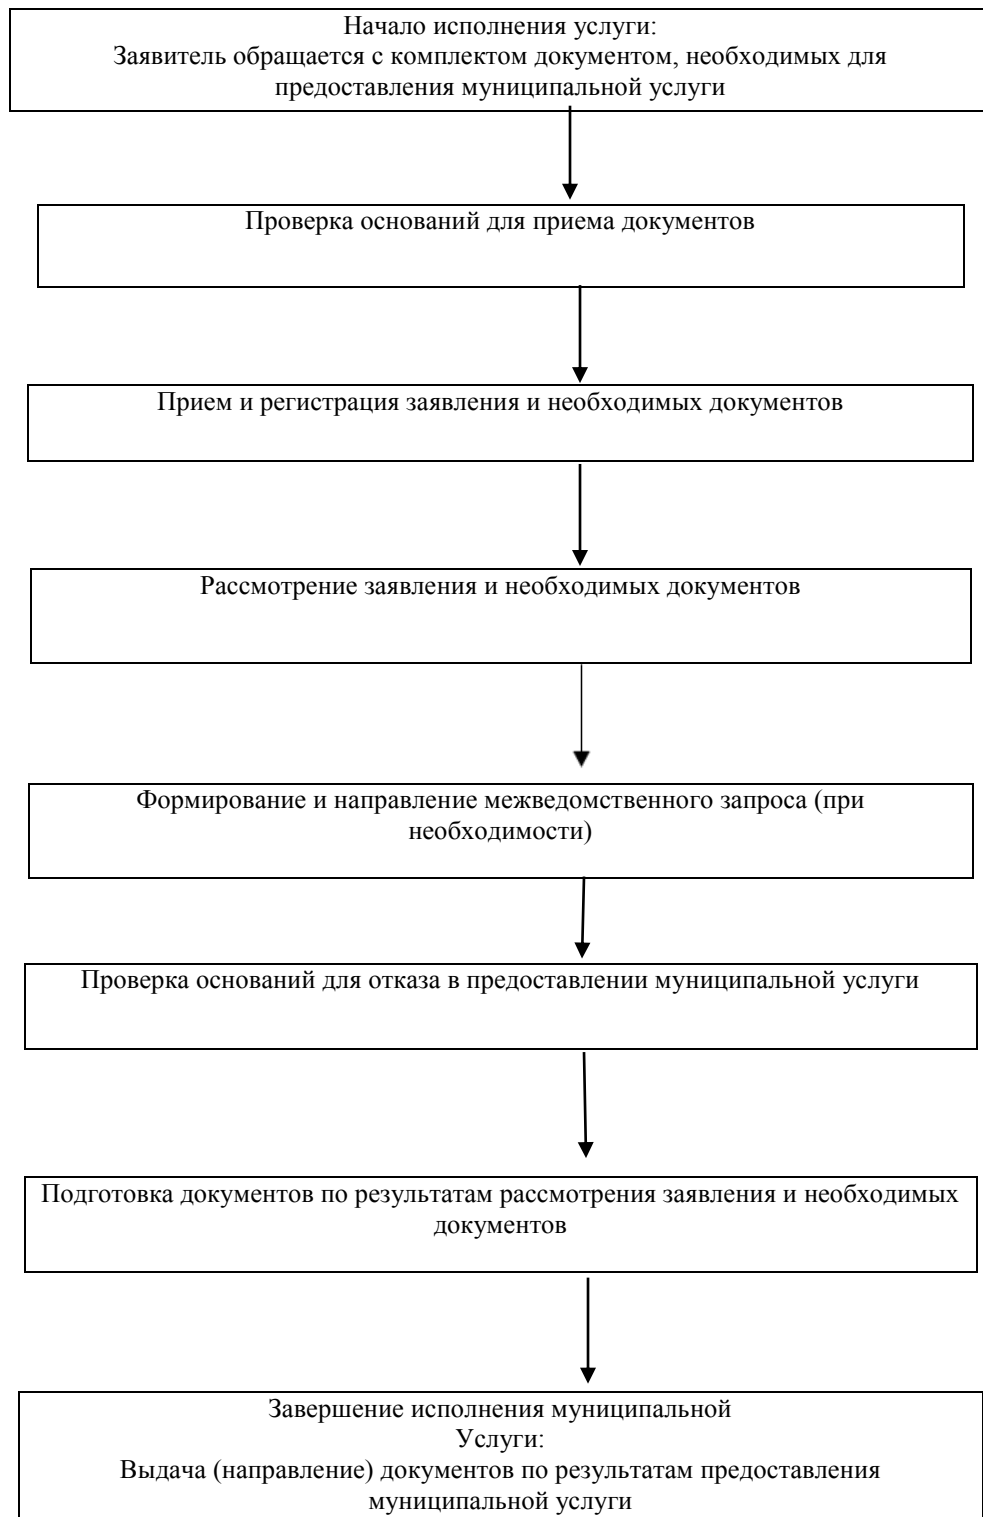 Начало исполнения услуги:
Заявитель обращается с комплектом документом, необходимых для
предоставления муниципальной услуги
Проверка оснований для приема документов
Прием и регистрация заявления и необходимых документов
Рассмотрение заявления и необходимых документов
Формирование и направление межведомственного запроса (при
необходимости)
Проверка оснований для отказа в предоставлении муниципальной услуги
Подготовка документов по результатам рассмотрения заявления и необходимых
документов
Завершение исполнения муниципальной
Услуги:
Выдача (направление) документов по результатам предоставления
муниципальной услуги